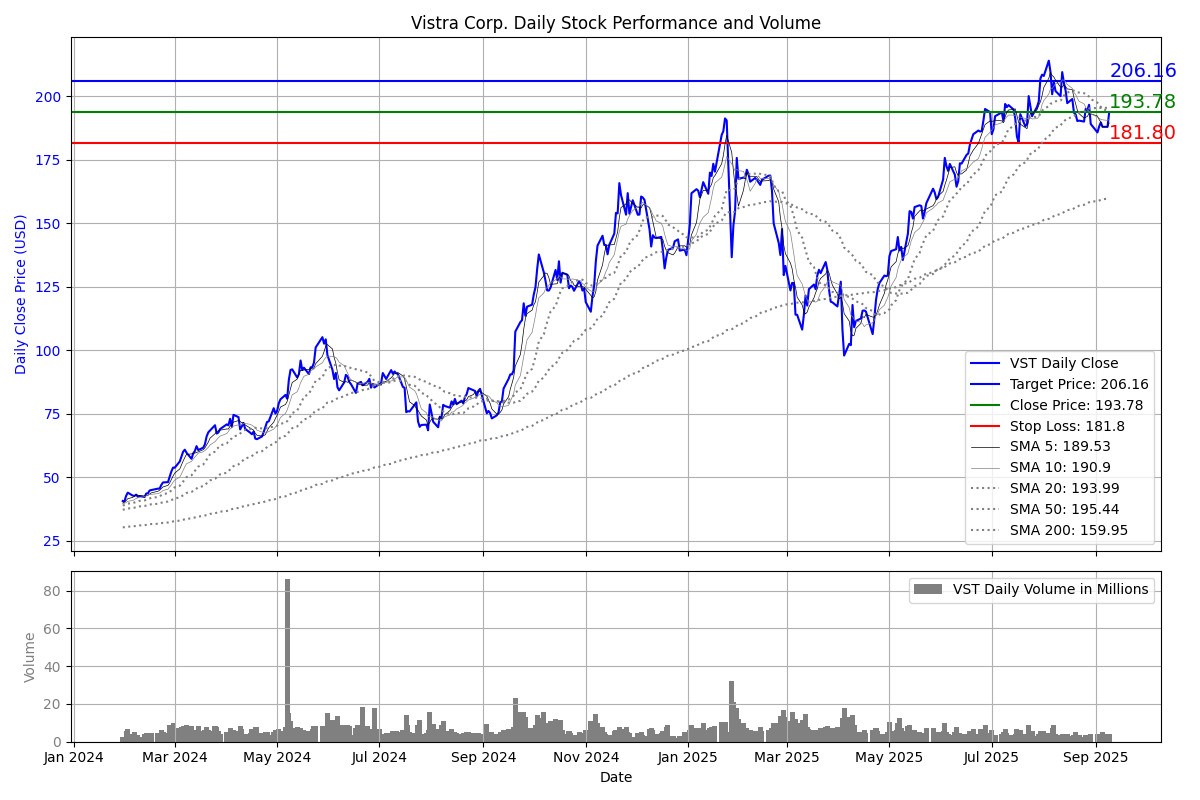 Vistra Corp. Daily Stock Performance and Volume
Daily Close Price (USD)
200
175
150
125
100
75
50
25
206.16
193.78
181.80
VST Daily Close
Target Price: 206.16
Close Price: 193.78
Stop Loss: 181.8
SMA 5: 189.53
SMA 10: 190.9
SMA 20: 193.99
SMA 50: 195.44
SMA 200: 159.95
Volume
80
60
40
20
0
VST Daily Volume in Millions
Jan 2024 Mar 2024 May 2024 Jul 2024 Sep 2024 Nov 2024 Jan 2025 Mar 2025 May 2025 Jul 2025 Sep 2025
Date